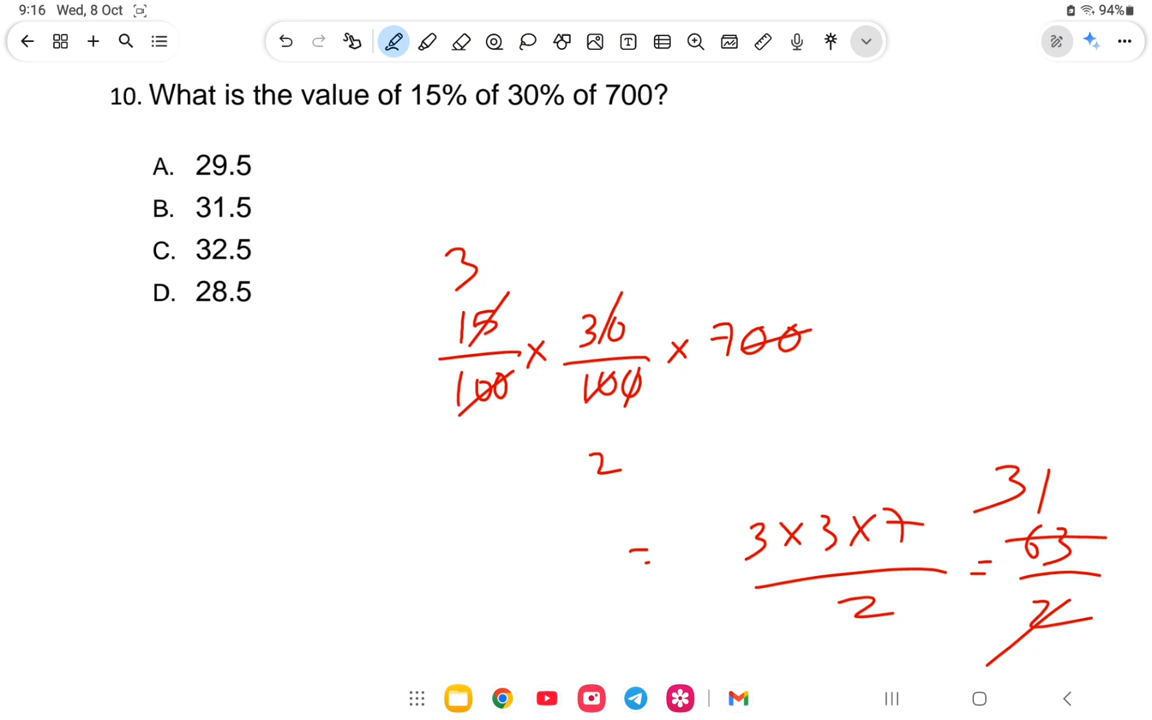 9:16 Wed, 8 Oct 94%
10. What is the value of 15% of 30% of 700?
A. 29.5
B. 31.5
C. 32.5
D. 28.5
3
15/100 × 30/100 × 700
2
= 3 × 3 × 7 / 2 = 63 / 2
31